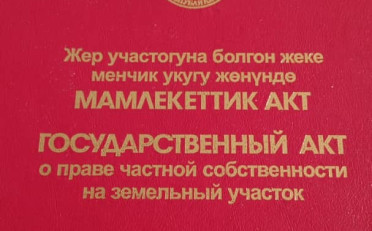 Жер участогуна болгон жеке
менчик укугу жөнүндө
МАМЛЕКЕТТИК АКТ
ГОСУДАРСТВЕННЫЙ АКТ
о праве частной собственности
на земельный участок